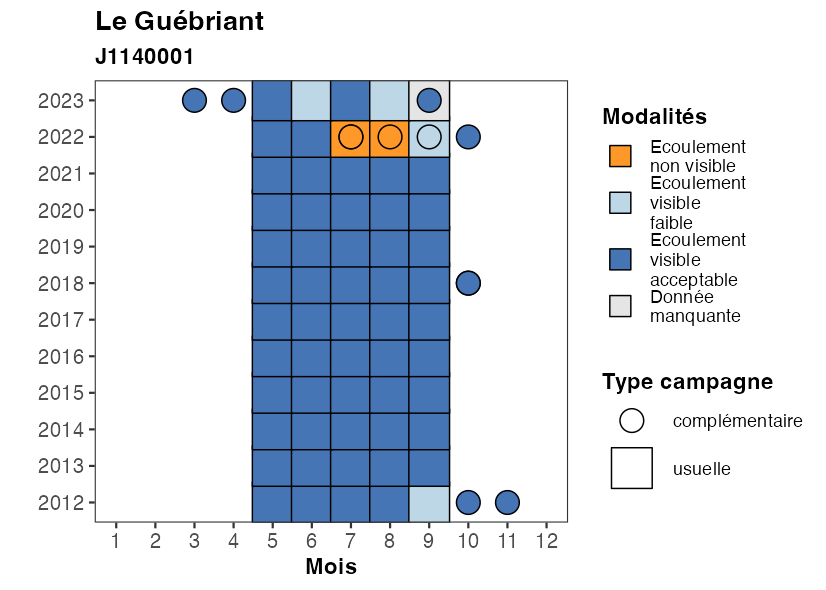 Le Guébriant
J1140001
2023
2022
2021
2020
2019
2018
2017
2016
2015
2014
2013
2012
1 2 3 4 5 6 7 8 9 10 11 12
Mois
Modalités
Ecoulement
non visible
Ecoulement
visible
faible
Ecoulement
visible
acceptable
Donnée
manquante
Type campagne
complémentaire
usuelle